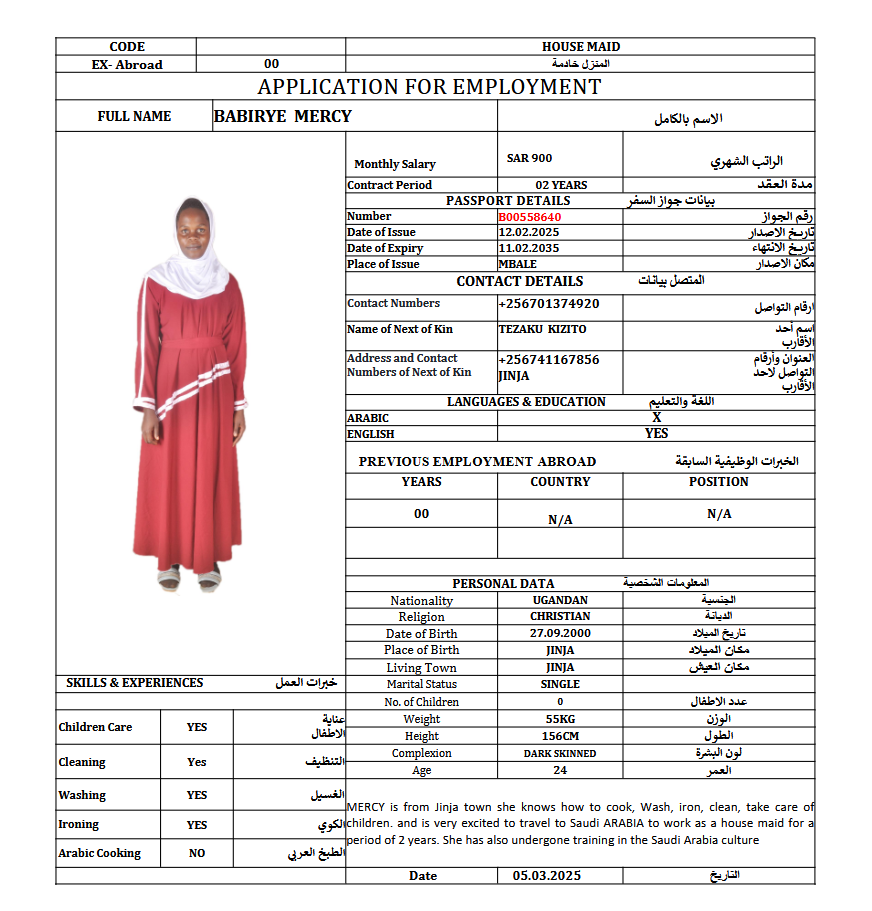 CODE HOUSE MAID
EX- Abroad 00 المنزل خادمة
APPLICATION FOR EMPLOYMENT
FULL NAME BABIRYE MERCY الاسم بالكامل
Monthly Salary SAR 900 الراتب الشهري
Contract Period 02 YEARS مدة العقد
PASSPORT DETAILS بيانات جواز السفر
Number B00558640 رقم الجواز
Date of Issue 12.02.2025 تاريخ الاصدار
Date of Expiry 11.02.2035 تاريخ الانتهاء
Place of Issue MBALE مكان الاصدار
CONTACT DETAILS المتصل بيانات
Contact Numbers +256701374920 ارقام التواصل
Name of Next of Kin TEZAKU KIZITO اسم أحد
الأقارب
Address and Contact +256741167856 العنوان وأرقام
Numbers of Next of Kin JINJA التواصل لاحد
الأقارب
LANGUAGES & EDUCATION اللغة والتعليم
ARABIC X
ENGLISH YES
PREVIOUS EMPLOYMENT ABROAD الخبرات الوظيفية السابقة
YEARS COUNTRY POSITION
00 N/A N/A
PERSONAL DATA المعلومات الشخصية
Nationality UGANDAN الجنسية
Religion CHRISTIAN الديانة
Date of Birth 27.09.2000 تاريخ الميلاد
Place of Birth JINJA مكان الميلاد
Living Town JINJA مكان العيش
Marital Status SINGLE
No. of Children 0 عدد الاطفال
Weight 55KG الوزن
Height 156CM الطول
Complexion DARK SKINNED لون البشرة
Age 24 العمر
SKILLS & EXPERIENCES خبرات العمل
Children Care YES عناية
الاطفال
Cleaning Yes التنظيف
Washing YES الغسيل
Ironing YES الكوي
Arabic Cooking NO الطبخ العربي
MERCY is from Jinja town she knows how to cook, Wash, iron, clean, take care of
children. and is very excited to travel to Saudi ARABIA to work as a house maid for a
period of 2 years. She has also undergone training in the Saudi Arabia culture
Date 05.03.2025 التاريخ